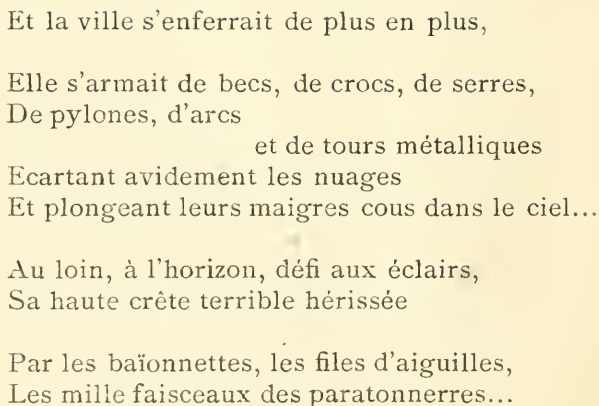 Et la ville s'enferrait de plus en plus,
Elle s'armait de becs, de crocs, de serres,
De pylones, d'arcs
et de tours métalliques
Ecartant avidement les nuages
Et plongeant leurs maigres cous dans le ciel...
Au loin, à l'horizon, défi aux éclairs,
Sa haute crête terrible hérissée
Par les baïonnettes, les files d'aiguilles,
Les mille faisceaux des paratonnerres...